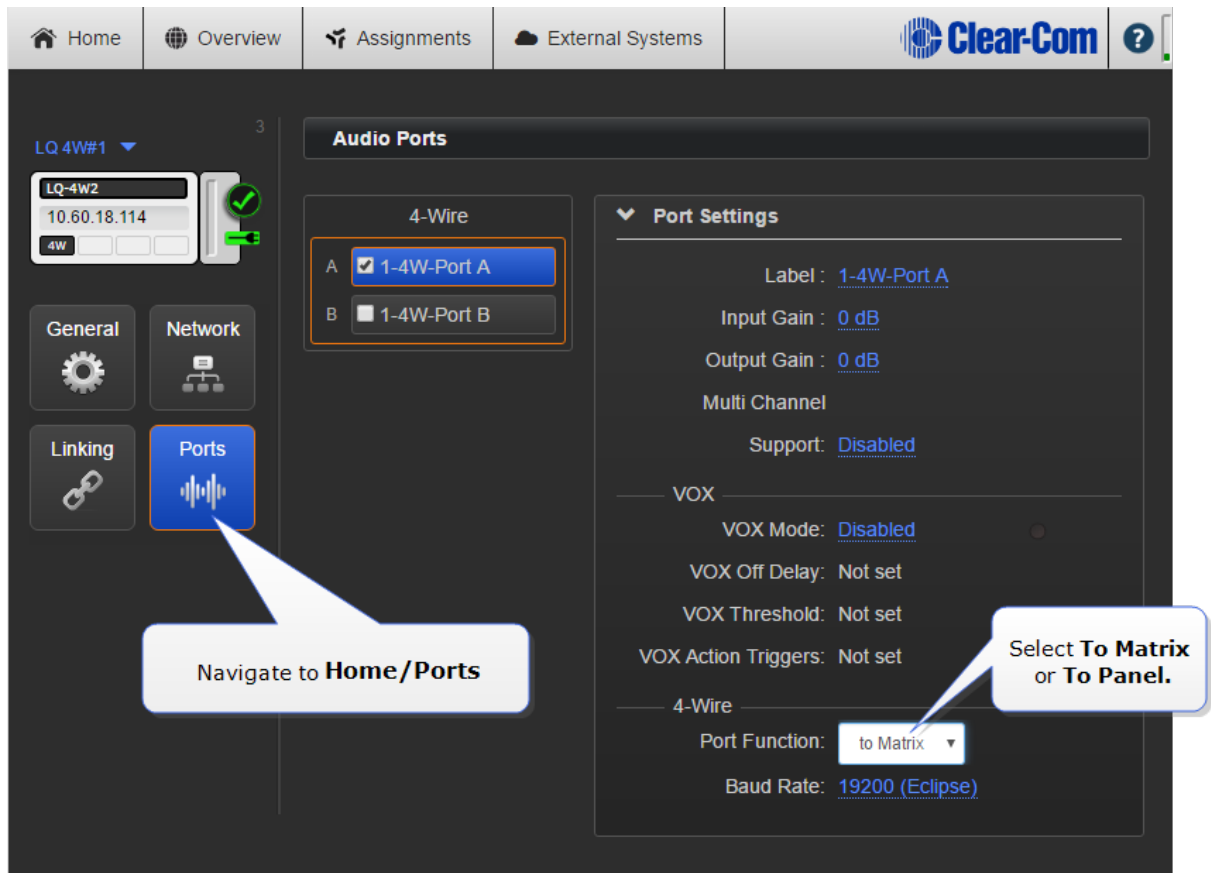 Home
Overview
Assignments
External Systems
Clear-Com
?
3
LQ 4W#1
LQ-4W2
10.60.18.114
4W
General
Network
Linking
Ports
Navigate to Home/Ports
Audio Ports
4-Wire
A 1-4W-Port A
B 1-4W-Port B
Port Settings
Label : 1-4W-Port A
Input Gain : 0 dB
Output Gain : 0 dB
Multi Channel
Support: Disabled
VOX
VOX Mode: Disabled
VOX Off Delay: Not set
VOX Threshold: Not set
VOX Action Triggers: Not set
Select To Matrix
or To Panel.
4-Wire
Port Function: to Matrix
Baud Rate: 19200 (Eclipse)